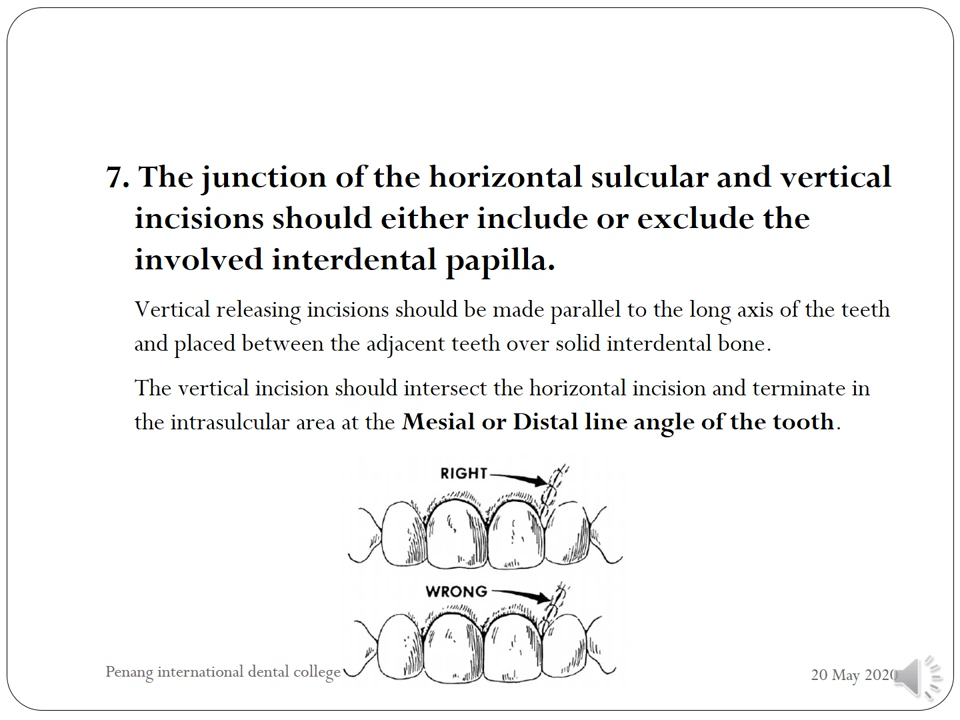 7. The junction of the horizontal sulcular and vertical
incisions should either include or exclude the
involved interdental papilla.
Vertical releasing incisions should be made parallel to the long axis of the teeth
and placed between the adjacent teeth over solid interdental bone.
The vertical incision should intersect the horizontal incision and terminate in
the intrasulcular area at the Mesial or Distal line angle of the tooth.
RIGHT
WRONG
Penang international dental college
20 May 2020